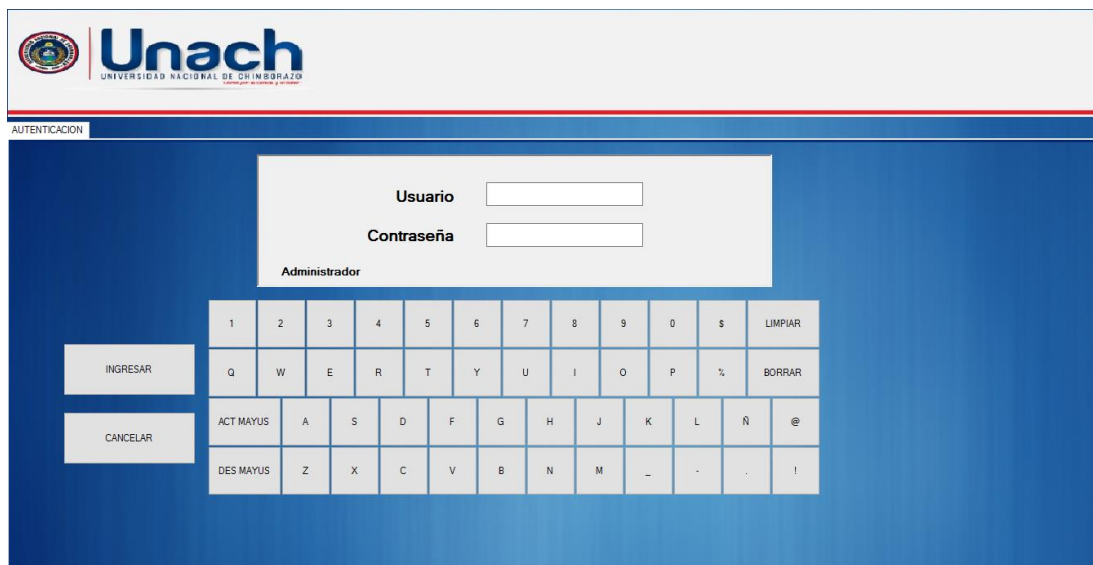 Unach
UNIVERSIDAD NACIONAL DE CHIMBORAZO
AUTENTICACION
Usuario
Contraseña
Administrador
1 2 3 4 5 6 7 8 9 0 $ LIMPIAR
INGRESAR
Q W E R T Y U I O P % BORRAR
ACT MAYUS A S D F G H J K L Ñ @
CANCELAR
DES MAYUS Z X C V B N M _ - . !